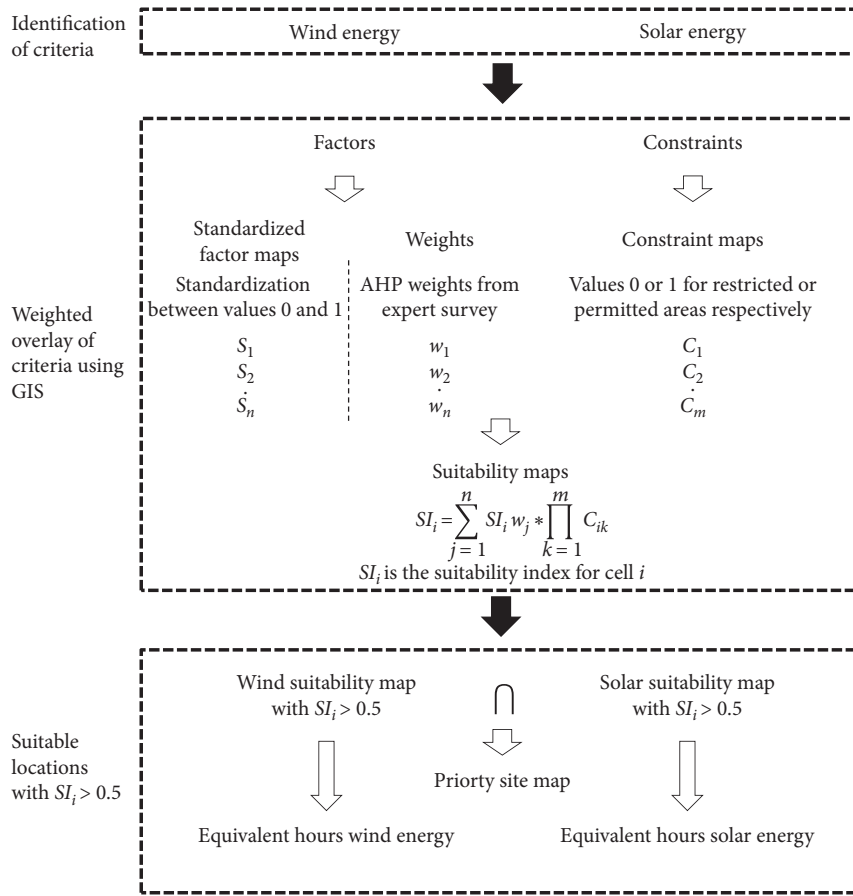 Identification
of criteria
Wind energy
Solar energy
Weighted
overlay of
criteria using
GIS
Factors
Constraints
Standardized
factor maps
Weights
Constraint maps
Standardization
between values 0 and 1
AHP weights from
expert survey
Values 0 or 1 for restricted or
permitted areas respectively
S₁
S₂
.
Sₙ
w₁
w₂
.
wₙ
C₁
C₂
.
Cₘ
Suitability maps
SIᵢ = ∑ⁿⱼ₌₁ SIᵢ wⱼ * ∏ᵐₖ₌₁ Cᵢₖ
SIᵢ is the suitability index for cell i
Suitable
locations
with SIᵢ > 0.5
Wind suitability map
with SIᵢ > 0.5
∩
Solar suitability map
with SIᵢ > 0.5
Priorty site map
Equivalent hours wind energy
Equivalent hours solar energy